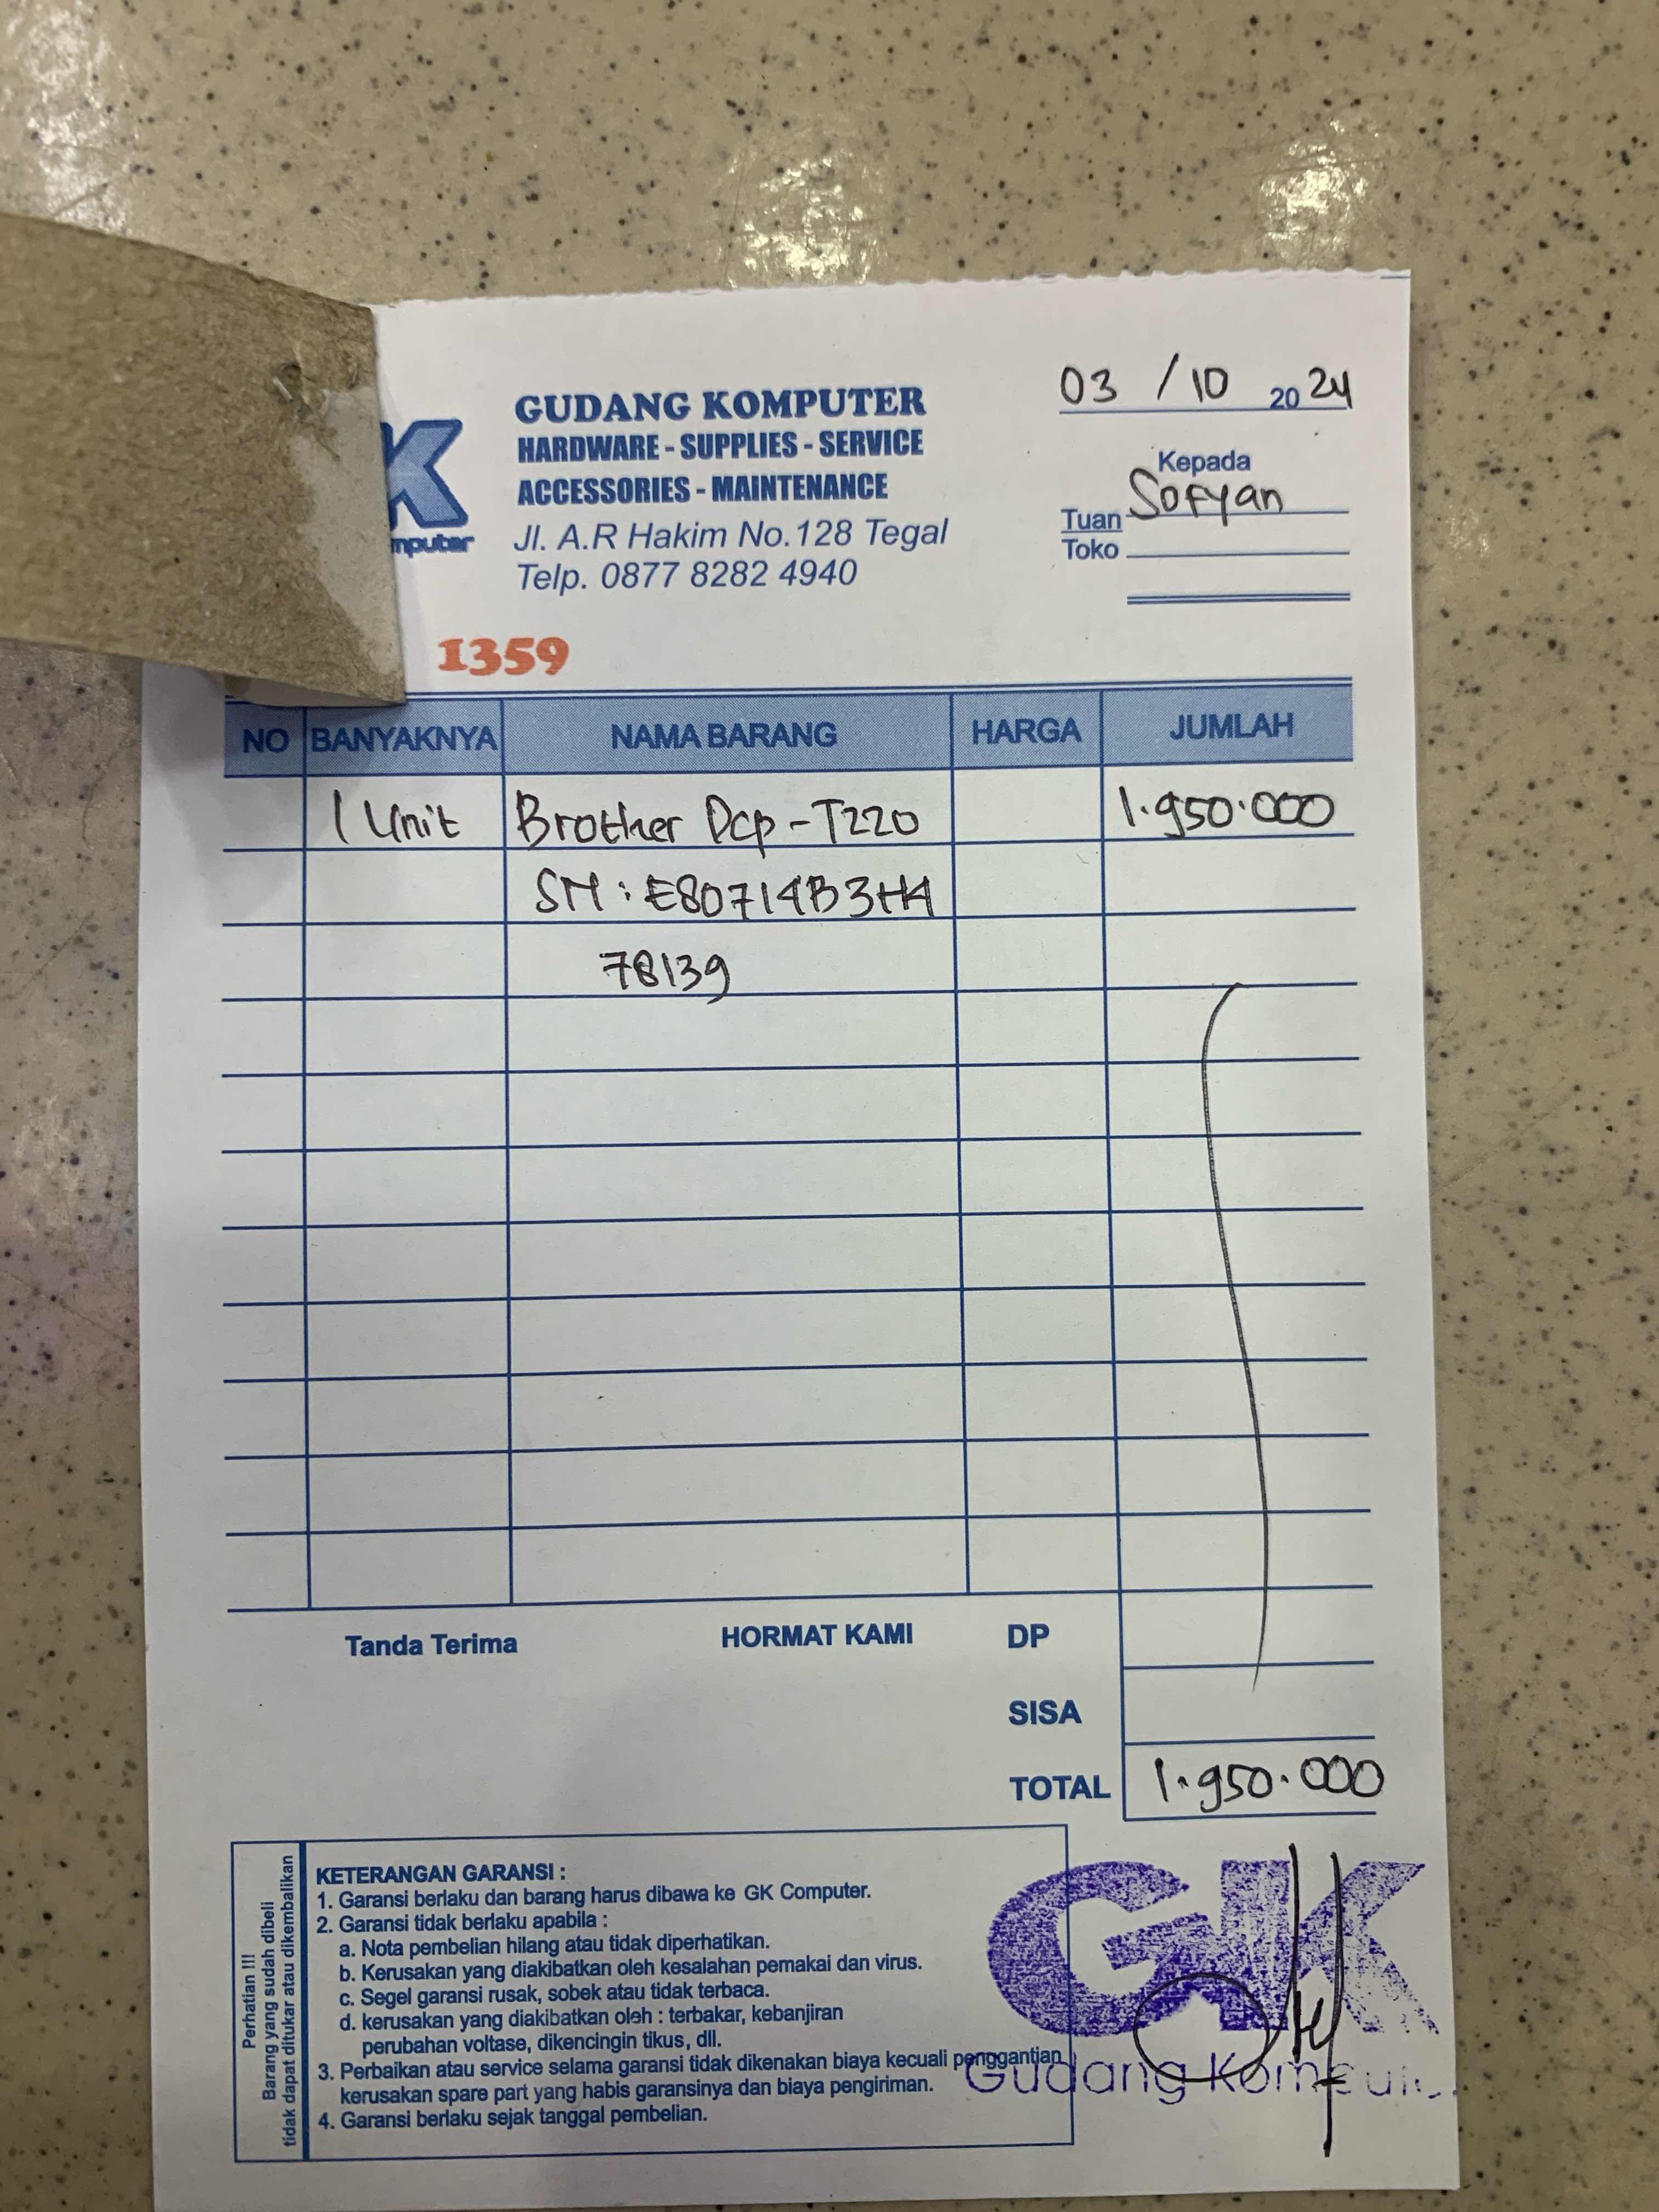 K
mputer
GUDANG KOMPUTER
HARDWARE - SUPPLIES - SERVICE
ACCESSORIES - MAINTENANCE
Jl. A.R Hakim No.128 Tegal
Telp. 0877 8282 4940
03 / 10 2024
Kepada
Tuan Sofyan
Toko
1359
NO BANYAKNYA NAMA BARANG HARGA JUMLAH
1 Unit Brother Dcp-T220 1.950.000
SN : E80714B3H4
78139
Tanda Terima HORMAT KAMI DP
SISA
TOTAL 1.950.000
Perhatian !!!
Barang yang sudah dibeli
tidak dapat ditukar atau dikembalikan
KETERANGAN GARANSI :
1. Garansi berlaku dan barang harus dibawa ke GK Computer.
2. Garansi tidak berlaku apabila :
a. Nota pembelian hilang atau tidak diperhatikan.
b. Kerusakan yang diakibatkan oleh kesalahan pemakai dan virus.
c. Segel garansi rusak, sobek atau tidak terbaca.
d. kerusakan yang diakibatkan oleh : terbakar, kebanjiran
perubahan voltase, dikencingin tikus, dll.
3. Perbaikan atau service selama garansi tidak dikenakan biaya kecuali penggantian
kerusakan spare part yang habis garansinya dan biaya pengiriman.
4. Garansi berlaku sejak tanggal pembelian.
GK
Gudang